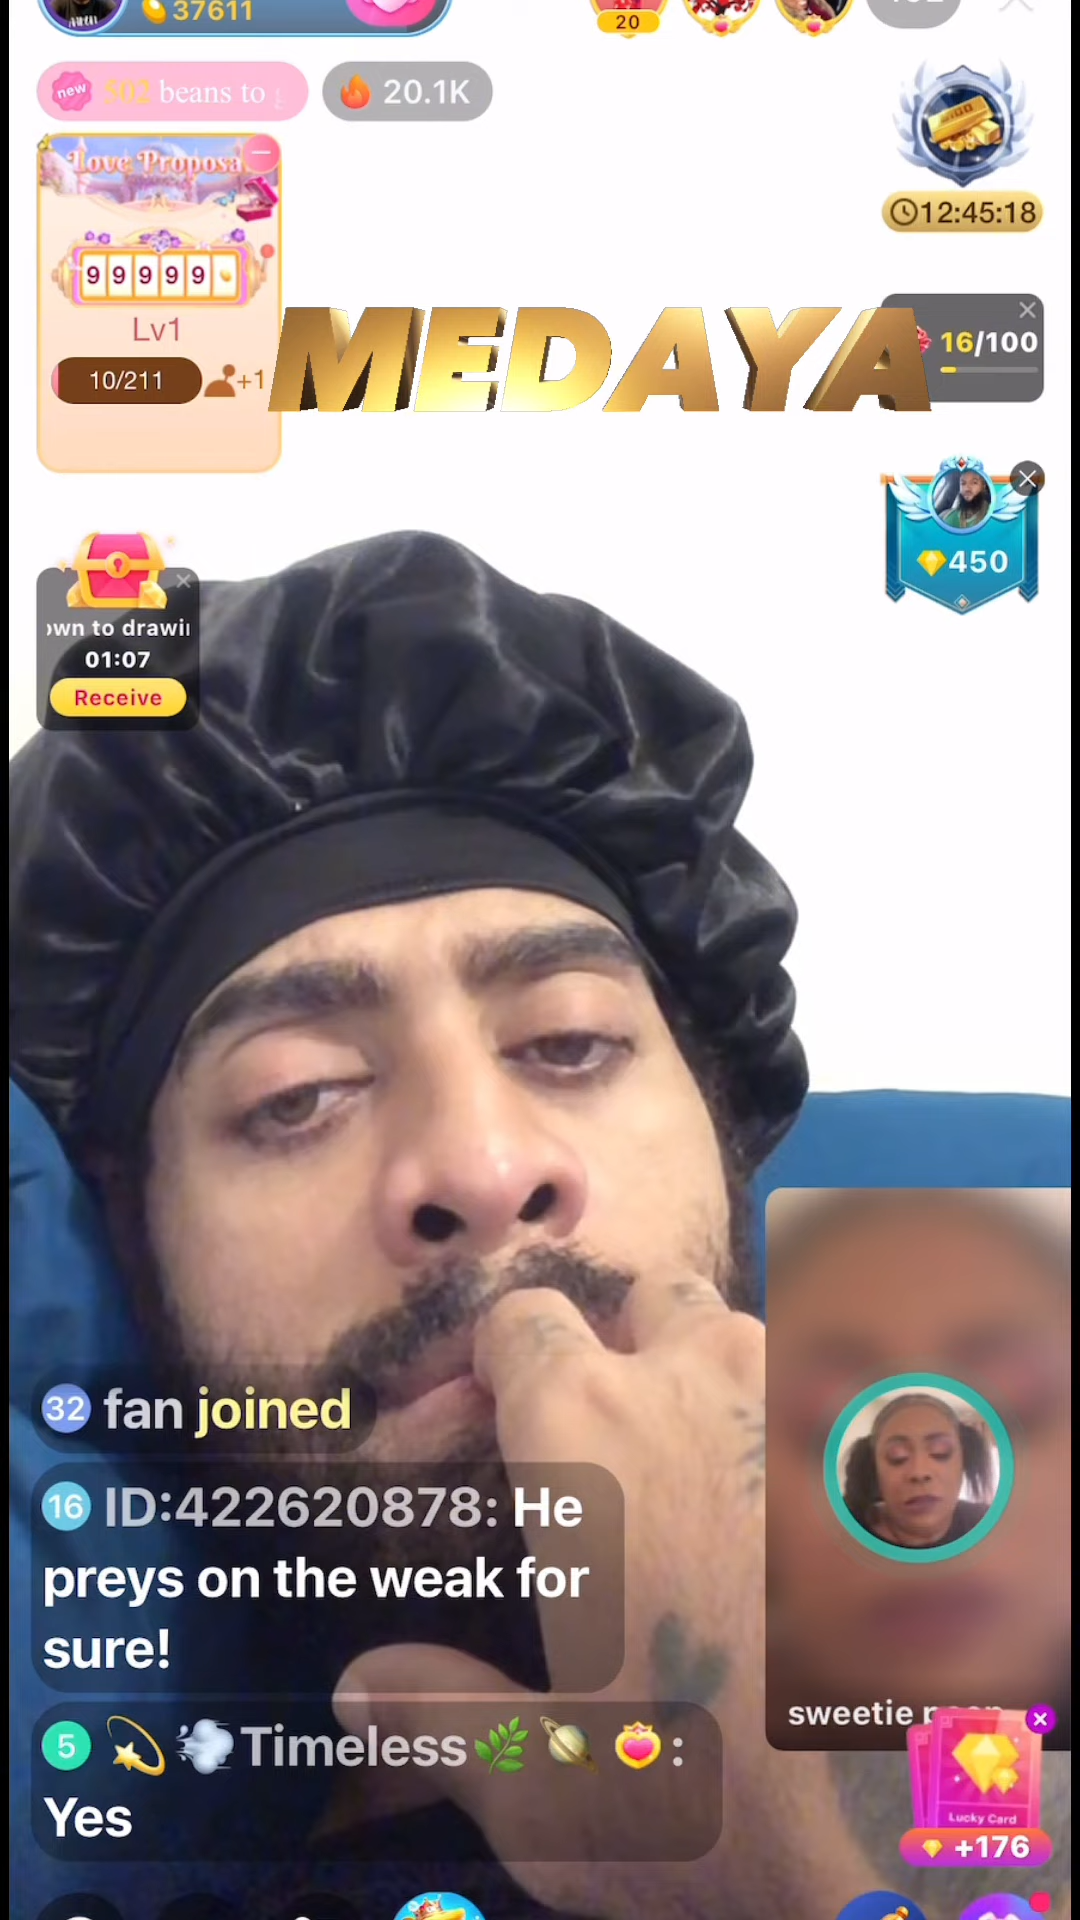 37611
20
new 502 beans to
20.1K
Love Proposa
12:45:18
9 9 9 9 9
Lv1
MEDAYA
16/100
10/211
+1
450
own to drawin
01:07
Receive
32 fan joined
16 ID:422620878: He
preys on the weak for
sure!
sweetie
5 Timeless :
Yes
Lucky Card
+176